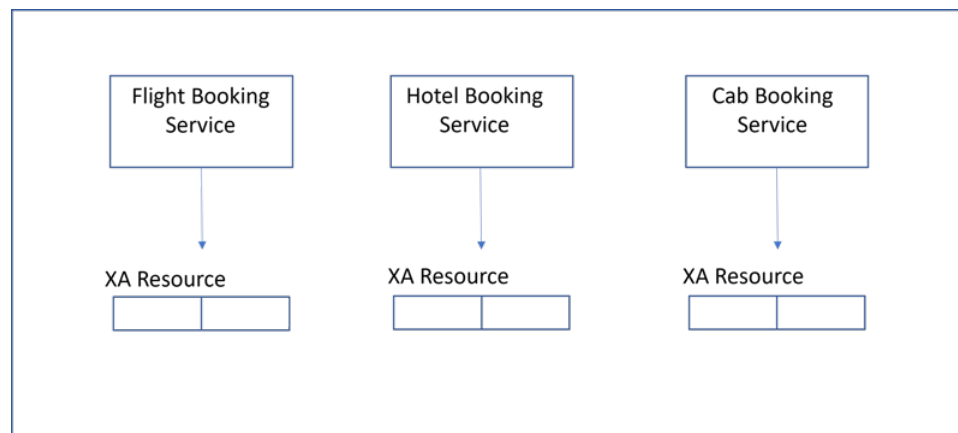 Flight Booking
Service
Hotel Booking
Service
Cab Booking
Service
XA Resource
XA Resource
XA Resource